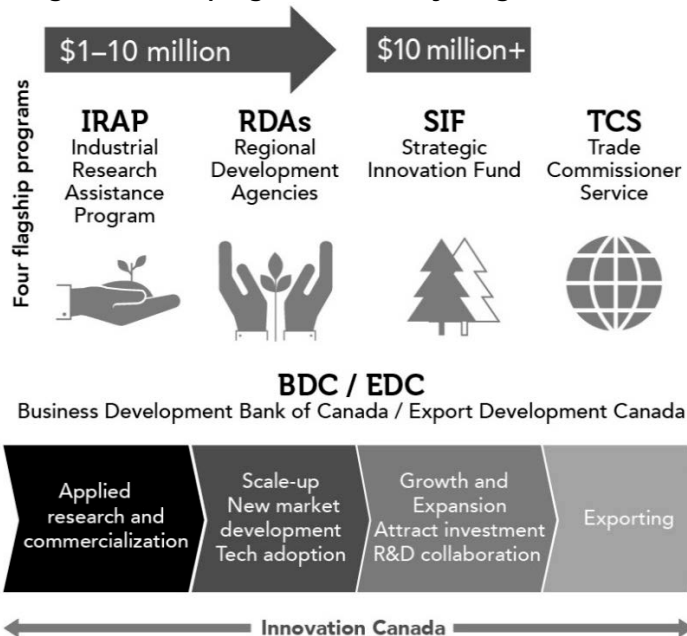 $1–10 million
$10 million+
Four flagship programs
IRAP
Industrial
Research
Assistance
Program
RDAs
Regional
Development
Agencies
SIF
Strategic
Innovation Fund
TCS
Trade
Commissioner
Service
BDC / EDC
Business Development Bank of Canada / Export Development Canada
Applied
research and
commercialization
Scale-up
New market
development
Tech adoption
Growth and
Expansion
Attract investment
R&D collaboration
Exporting
Innovation Canada